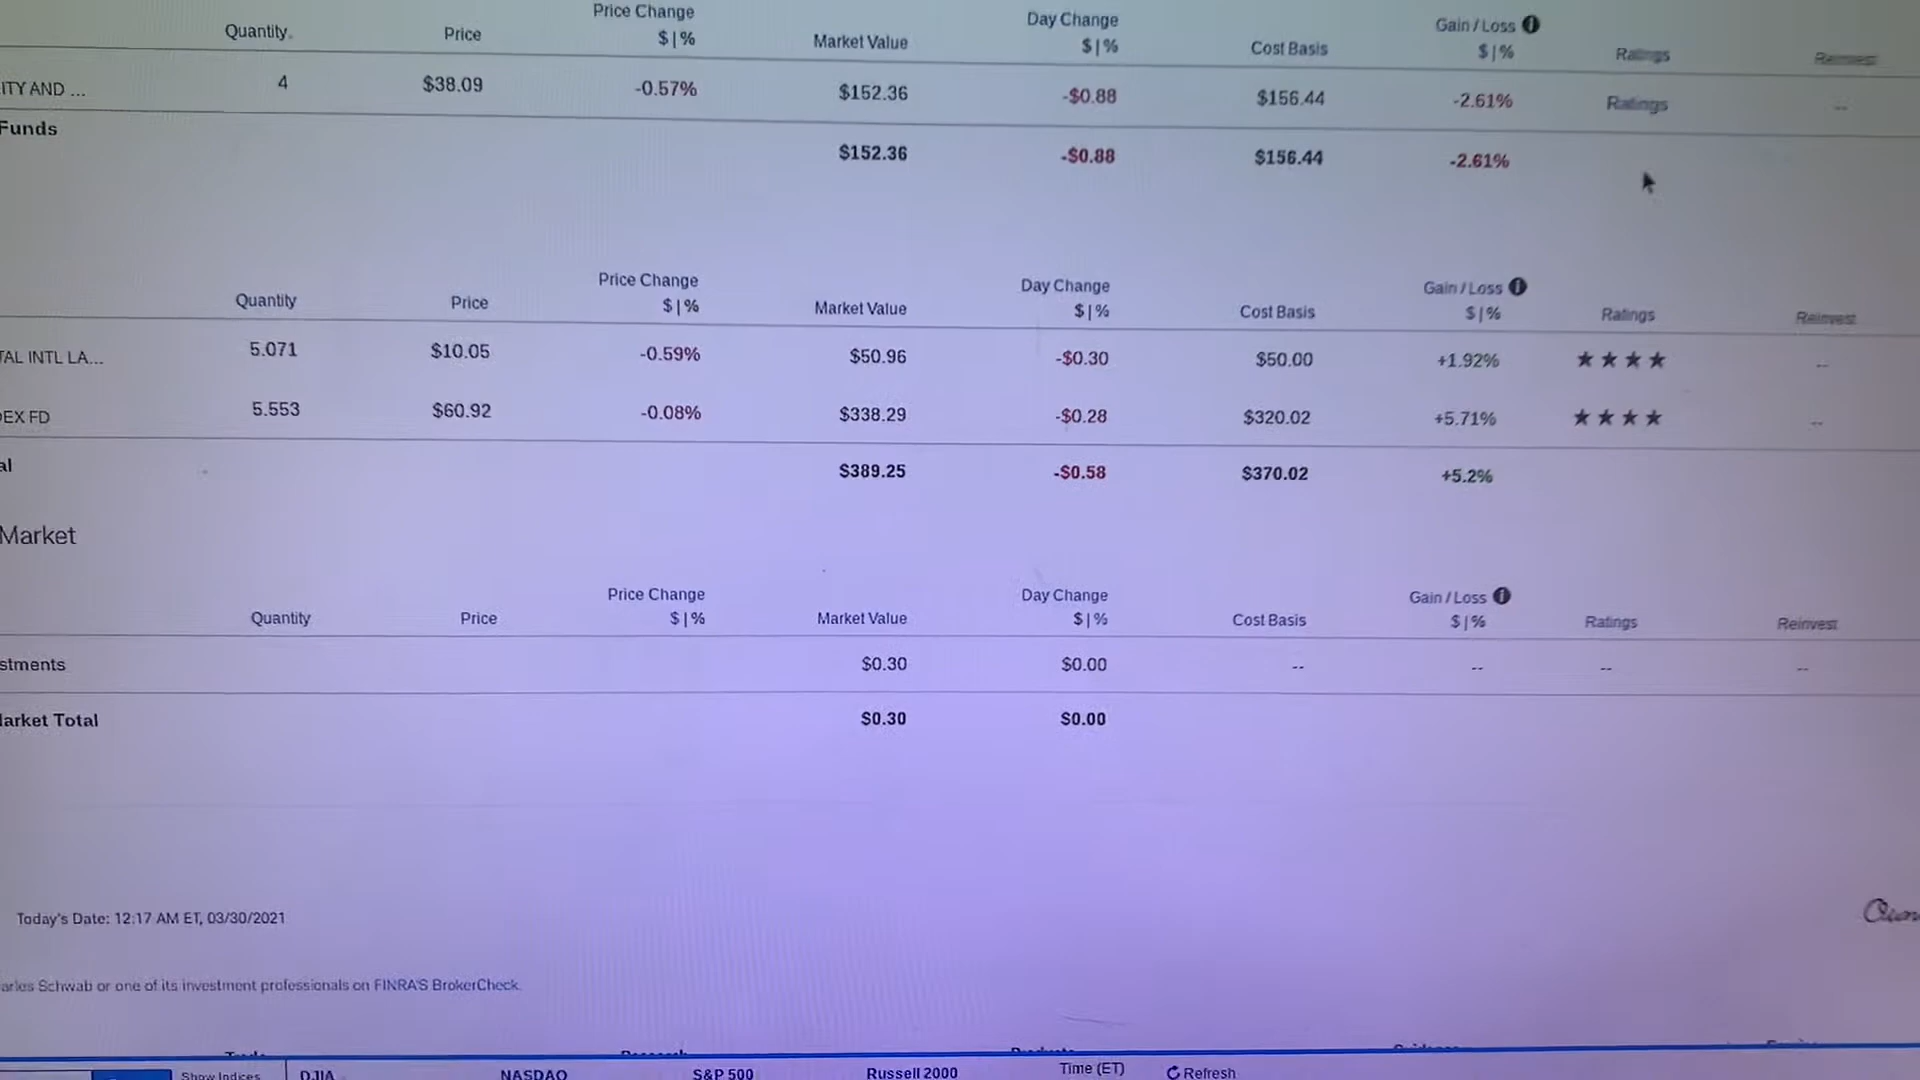 Quantity Price Price Change $ | % Market Value Day Change $ | % Cost Basis Gain / Loss $ | % Ratings Reinvest
ITY AND ... 4 $38.09 -0.57% $152.36 -$0.88 $156.44 -2.61% Ratings --
Funds $152.36 -$0.88 $156.44 -2.61%
Quantity Price Price Change $ | % Market Value Day Change $ | % Cost Basis Gain / Loss $ | % Ratings Reinvest
TAL INTL LA... 5.071 $10.05 -0.59% $50.96 -$0.30 $50.00 +1.92% ★★★★ --
DEX FD 5.553 $60.92 -0.08% $338.29 -$0.28 $320.02 +5.71% ★★★★ --
al $389.25 -$0.58 $370.02 +5.2%
Market
Quantity Price Price Change $ | % Market Value Day Change $ | % Cost Basis Gain / Loss $ | % Ratings Reinvest
stments $0.30 $0.00 -- -- -- --
Market Total $0.30 $0.00
Today's Date: 12:17 AM ET, 03/30/2021
arles Schwab or one of its investment professionals on FINRA'S BrokerCheck.
Show Indices DJIA NASDAQ S&P 500 Russell 2000 Time (ET) Refresh